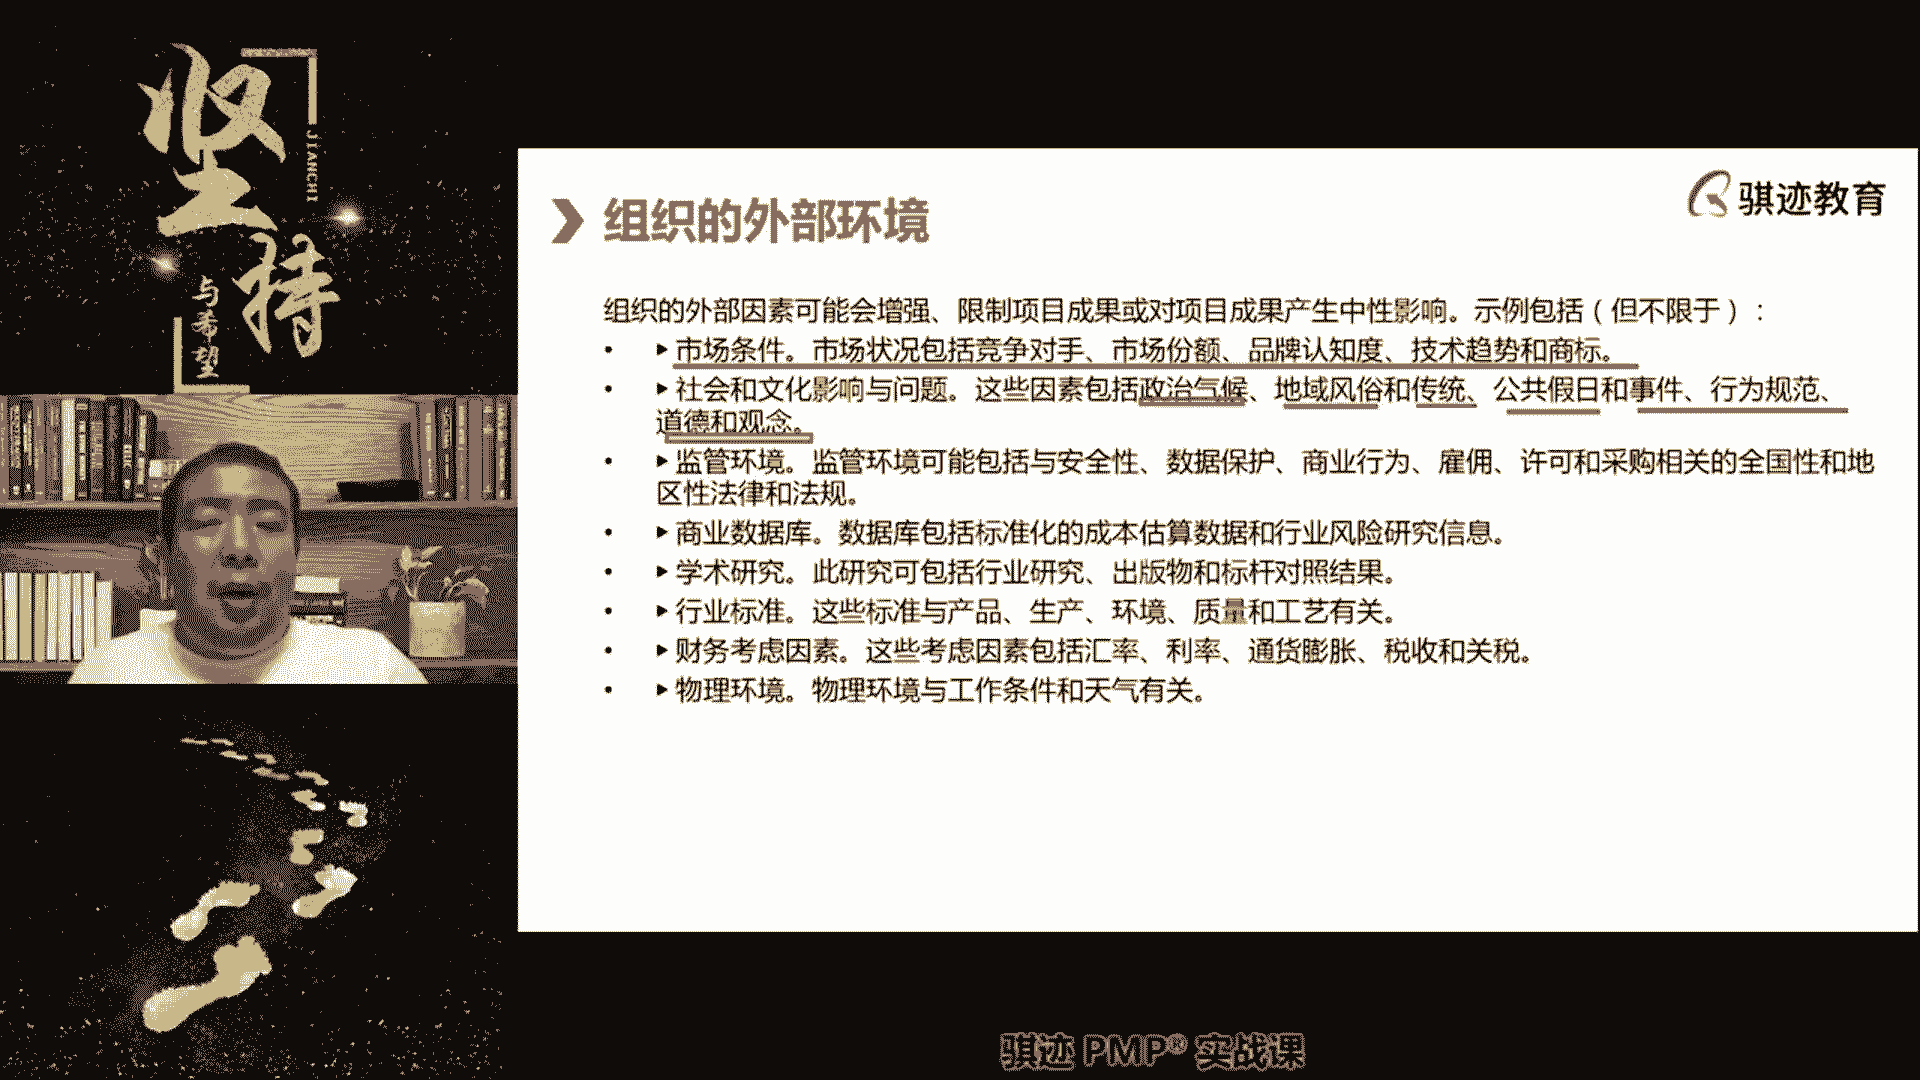 坚持
JIANCHI
与希望
骐迹教育
组织的外部环境
组织的外部因素可能会增强、限制项目成果或对项目成果产生中性影响。示例包括（但不限于）：
• ▶市场条件。市场状况包括竞争对手、市场份额、品牌认知度、技术趋势和商标。
• ▶社会和文化影响与问题。这些因素包括政治气候、地域风俗和传统、公共假日和事件、行为规范、
道德和观念。
• ▶监管环境。监管环境可能包括与安全性、数据保护、商业行为、雇佣、许可和采购相关的全国性和地
区性法律和法规。
• ▶商业数据库。数据库包括标准化的成本估算数据和行业风险研究信息。
• ▶学术研究。此研究可包括行业研究、出版物和标杆对照结果。
• ▶行业标准。这些标准与产品、生产、环境、质量和工艺有关。
• ▶财务考虑因素。这些考虑因素包括汇率、利率、通货膨胀、税收和关税。
• ▶物理环境。物理环境与工作条件和天气有关。
骐迹 PMP® 实战课